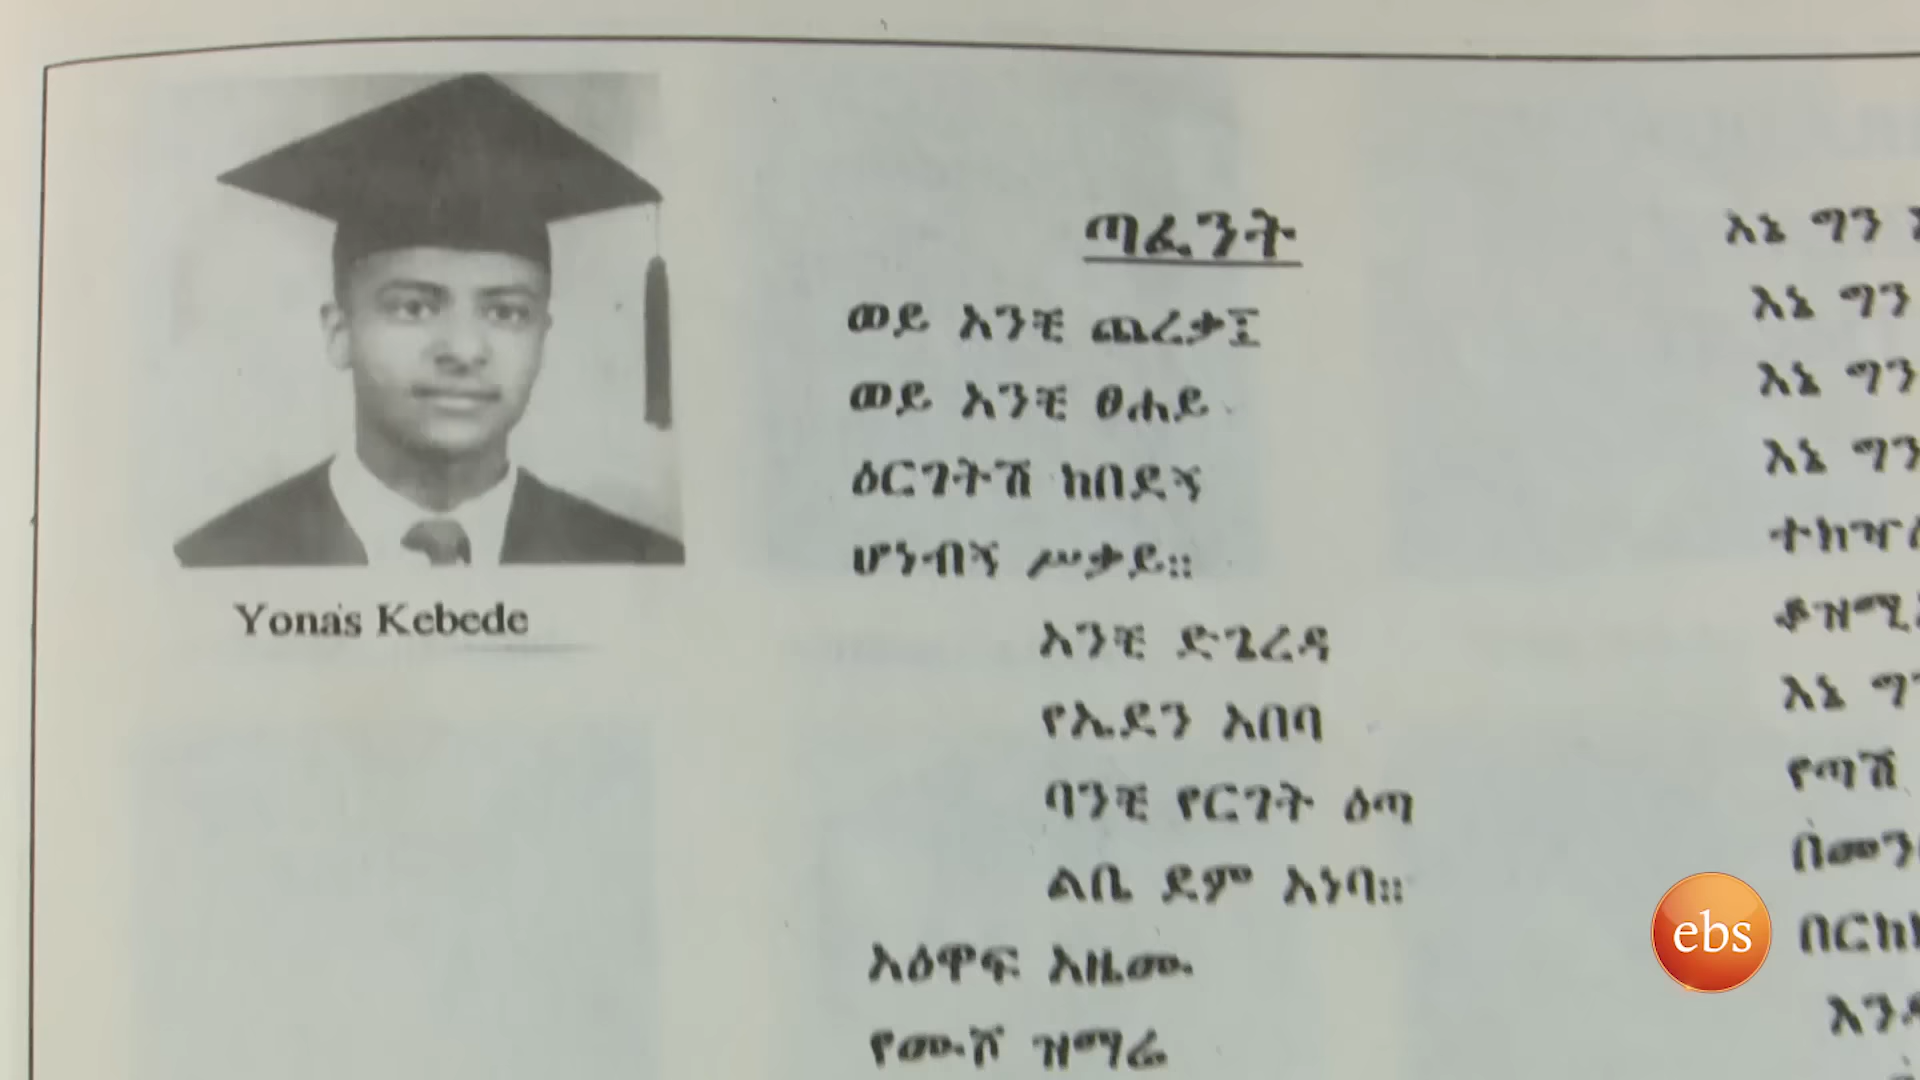 Yonas Kebede
ጣፈንት
ወይ አንቺ ጨረቃ፤
ወይ አንቺ ፀሐይ
ዕርገትሽ ከበደኝ
ሆነብኝ ሥቃይ።
አንቺ ድጌረዳ
የኤደን አበባ
ባንቺ የርገት ዕጣ
ልቤ ደም አነባ።
አዕዋፍ አዜሙ
የሙሾ ዝማሬ
እኔ ግን
እኔ ግን
እኔ ግን
እኔ ግን
እኔ
የጣሽ
ebs